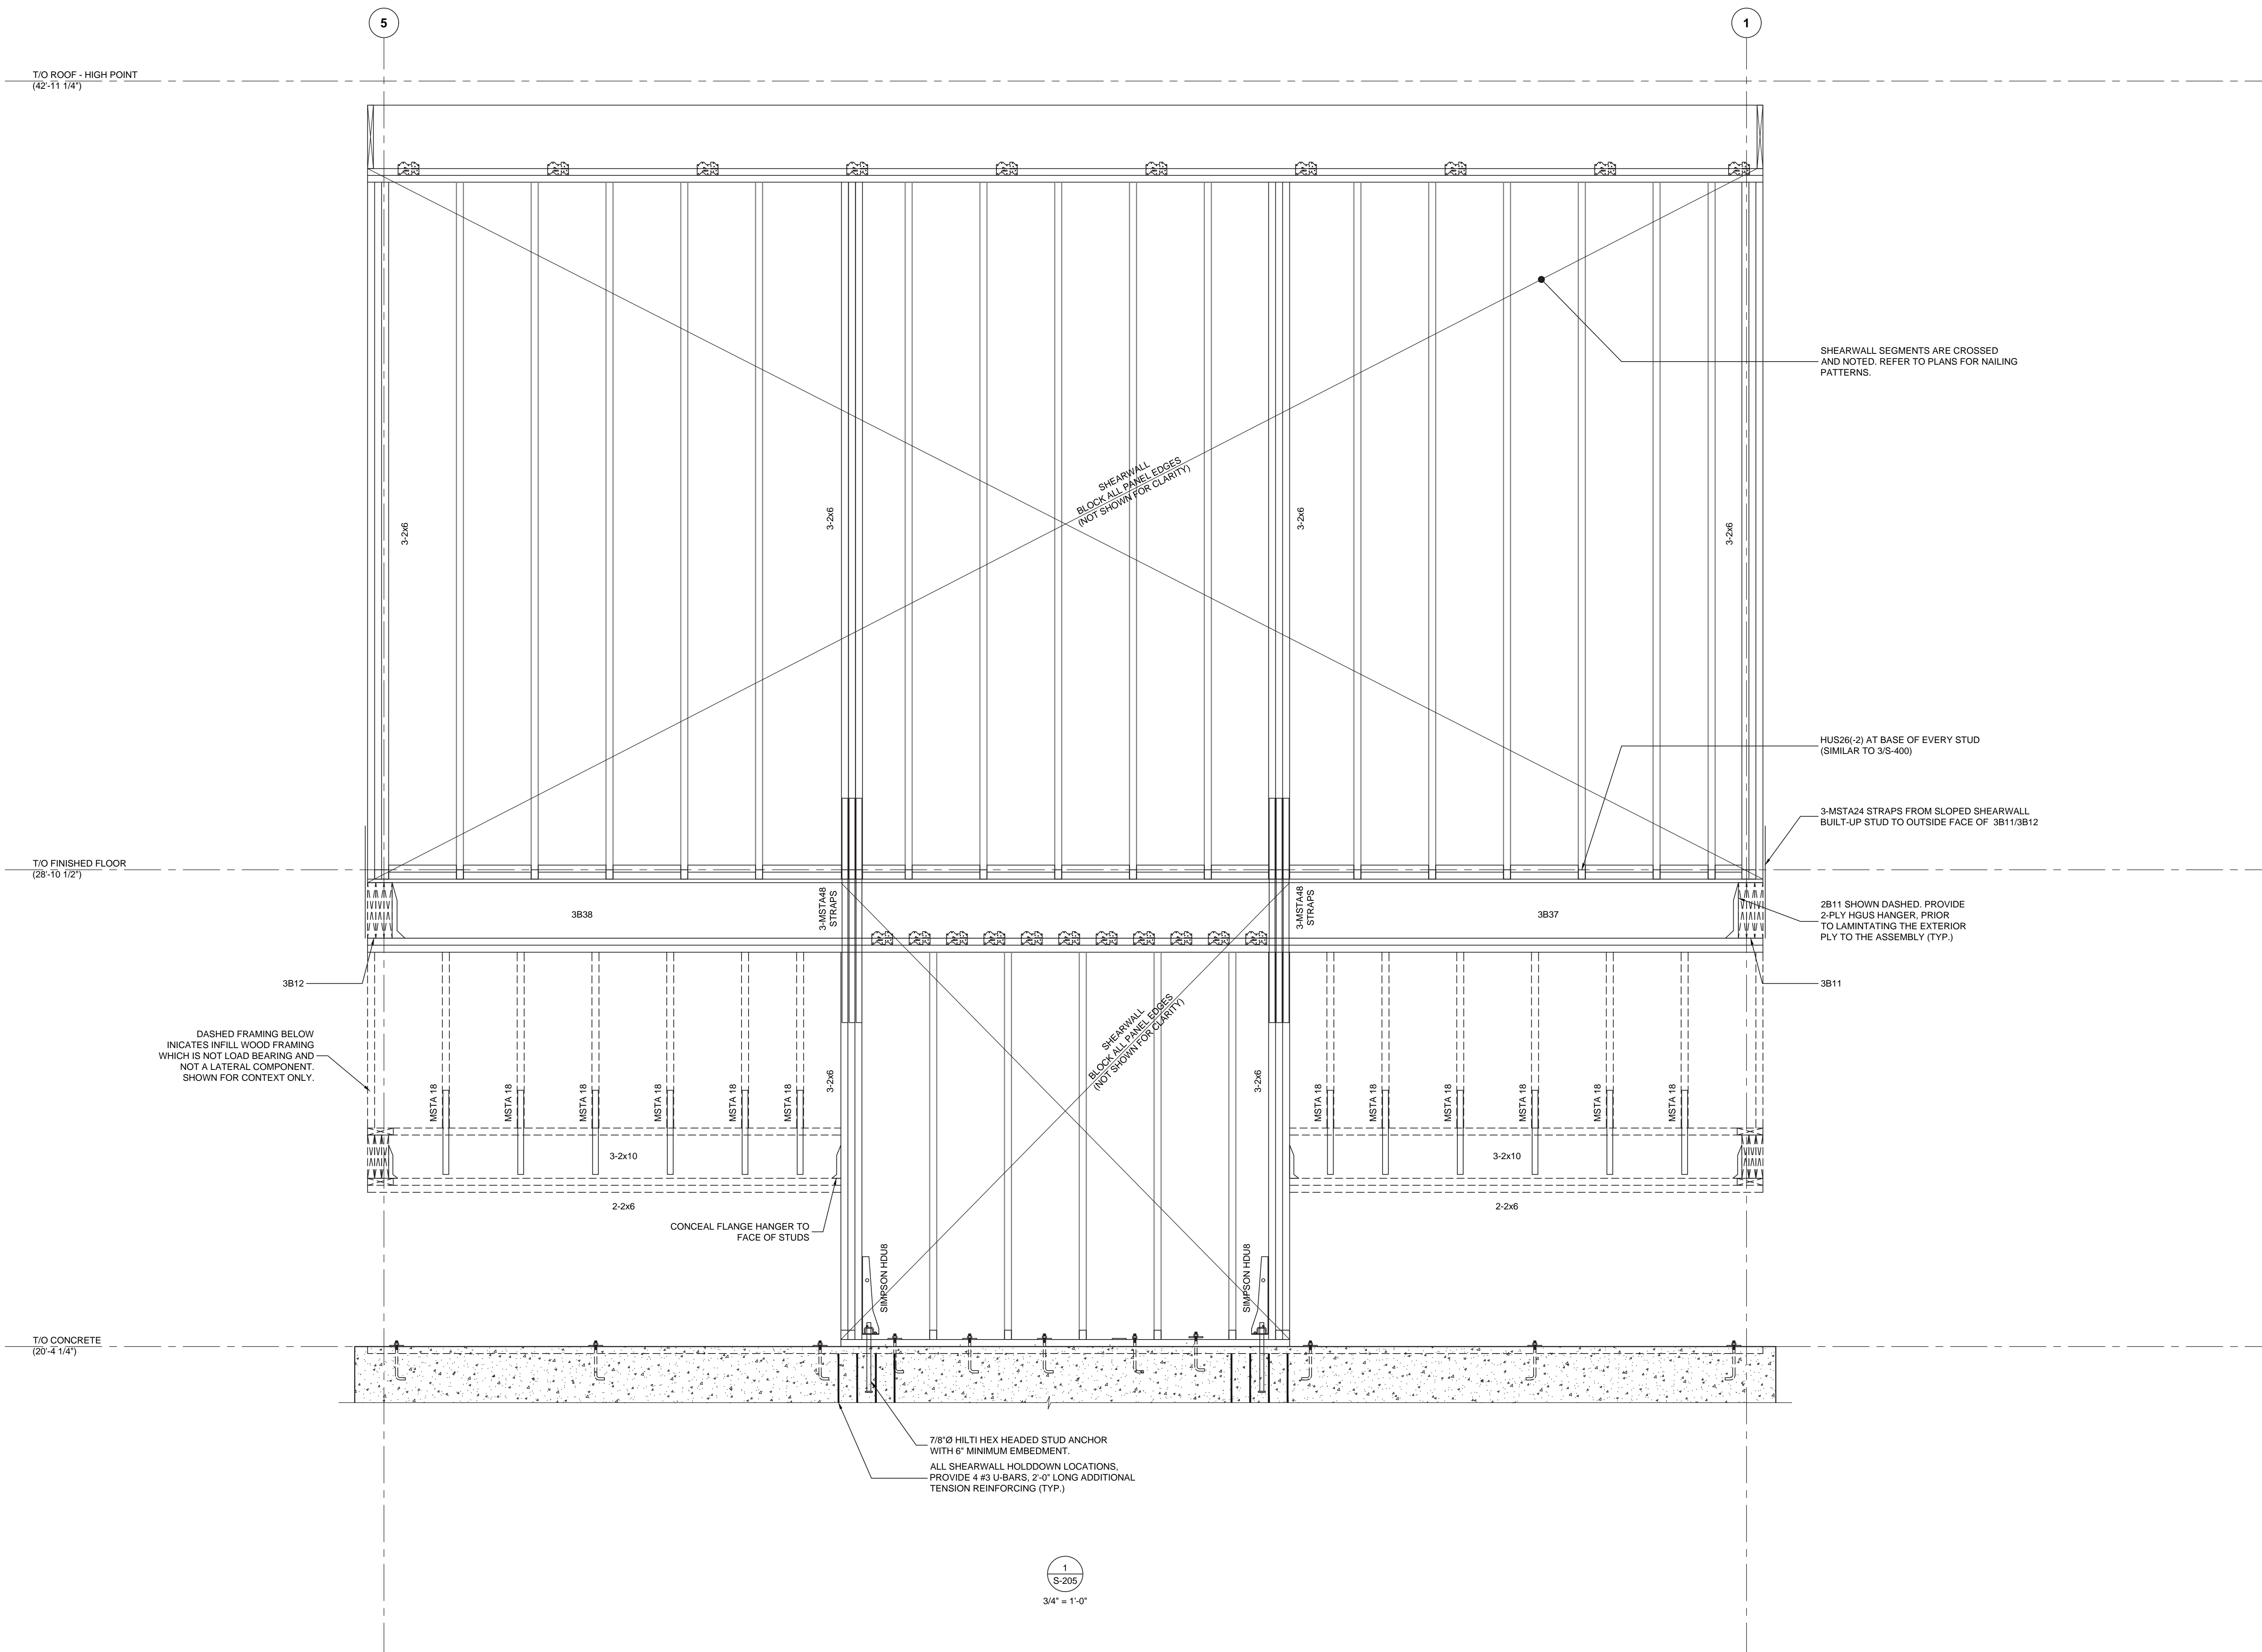 5
1
T/O ROOF - HIGH POINT
(42'-11 1/4")
SHEARWALL SEGMENTS ARE CROSSED
AND NOTED. REFER TO PLANS FOR NAILING
PATTERNS.
SHEARWALL
BLOCK ALL PANEL EDGES
(NOT SHOWN FOR CLARITY)
3-2x6
3-2x6
3-2x6
3-2x6
HUS26(-2) AT BASE OF EVERY STUD
(SIMILAR TO 3/S-400)
3-MSTA24 STRAPS FROM SLOPED SHEARWALL
BUILT-UP STUD TO OUTSIDE FACE OF 3B11/3B12
T/O FINISHED FLOOR
(28'-10 1/2")
3B38
3-MSTA48
STRAPS
3-MSTA48
STRAPS
3B37
2B11 SHOWN DASHED. PROVIDE
2-PLY HGUS HANGER, PRIOR
TO LAMINTATING THE EXTERIOR
PLY TO THE ASSEMBLY (TYP.)
3B12
3B11
DASHED FRAMING BELOW
INICATES INFILL WOOD FRAMING
WHICH IS NOT LOAD BEARING AND
NOT A LATERAL COMPONENT.
SHOWN FOR CONTEXT ONLY.
SHEARWALL
BLOCK ALL PANEL EDGES
(NOT SHOWN FOR CLARITY)
MSTA 18
MSTA 18
MSTA 18
MSTA 18
MSTA 18
MSTA 18
3-2x6
3-2x6
MSTA 18
MSTA 18
MSTA 18
MSTA 18
MSTA 18
MSTA 18
3-2x10
3-2x10
2-2x6
2-2x6
CONCEAL FLANGE HANGER TO
FACE OF STUDS
SIMPSON HDU8
SIMPSON HDU8
T/O CONCRETE
(20'-4 1/4")
7/8"Ø HILTI HEX HEADED STUD ANCHOR
WITH 6" MINIMUM EMBEDMENT.
ALL SHEARWALL HOLDDOWN LOCATIONS,
PROVIDE 4 #3 U-BARS, 2'-0" LONG ADDITIONAL
TENSION REINFORCING (TYP.)
1
S-205
3/4" = 1'-0"